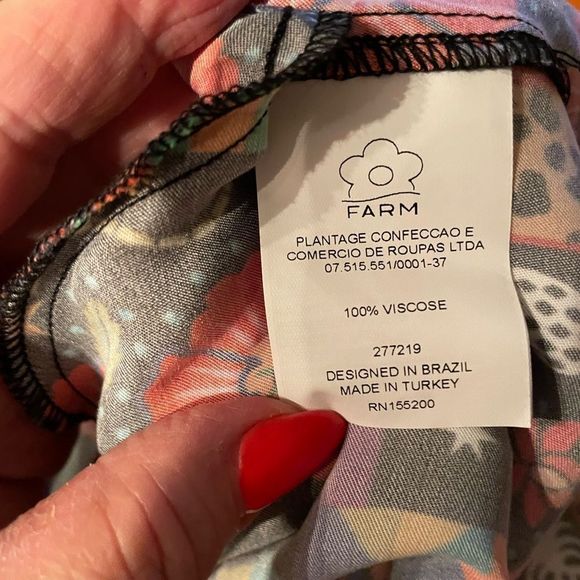 FARM
PLANTAGE CONFECCAO E
COMERCIO DE ROUPAS LTDA
07.515.551/0001-37
100% VISCOSE
277219
DESIGNED IN BRAZIL
MADE IN TURKEY
RN155200